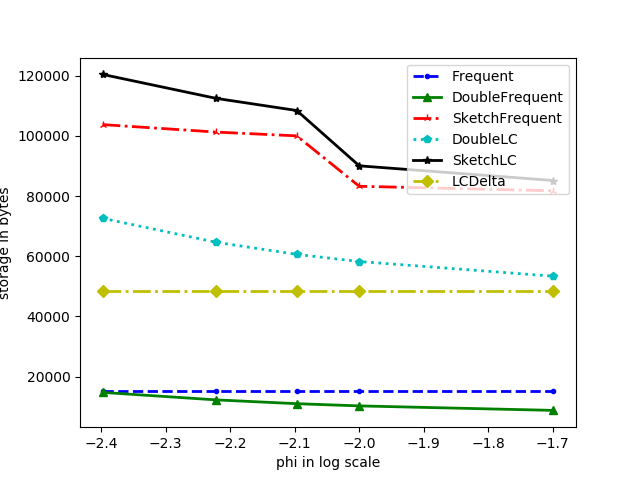 120000
100000
80000
60000
40000
20000
storage in bytes
Frequent
DoubleFrequent
SketchFrequent
DoubleLC
SketchLC
LCDelta
−2.4 −2.3 −2.2 −2.1 −2.0 −1.9 −1.8 −1.7
phi in log scale